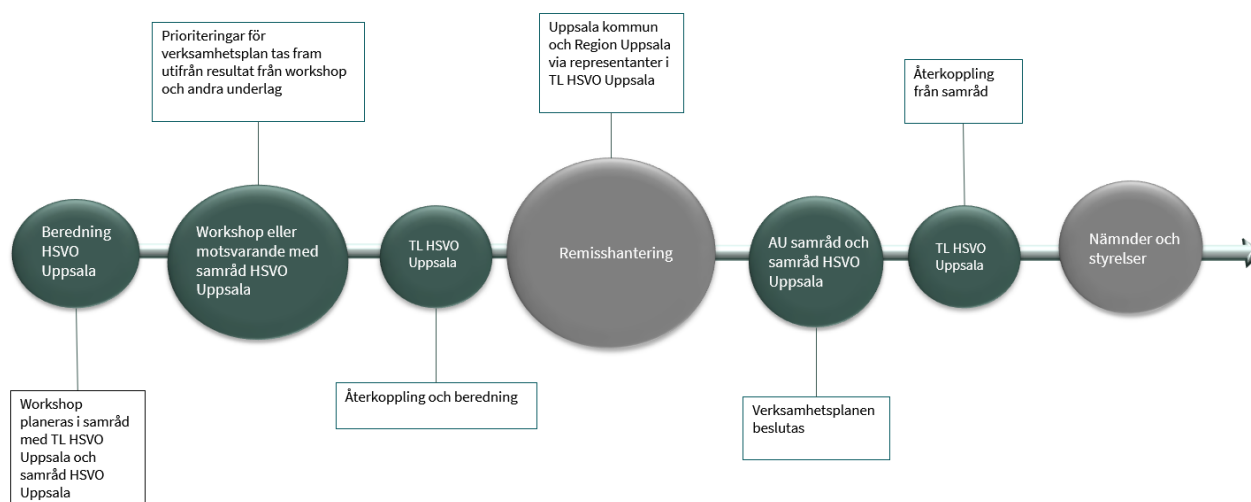 Prioriteringar för
verksamhetsplan tas fram
utifrån resultat från workshop
och andra underlag
Uppsala kommun
och Region Uppsala
via representanter i
TL HSVO Uppsala
Återkoppling
från samråd
Beredning
HSVO
Uppsala
Workshop eller
motsvarande med
samråd HSVO
Uppsala
TL HSVO
Uppsala
Remisshantering
AU samråd och
samråd HSVO
Uppsala
TL HSVO
Uppsala
Nämnder och
styrelser
Workshop
planeras i samråd
med TL HSVO
Uppsala och
samråd HSVO
Uppsala
Återkoppling och beredning
Verksamhetsplanen
beslutas